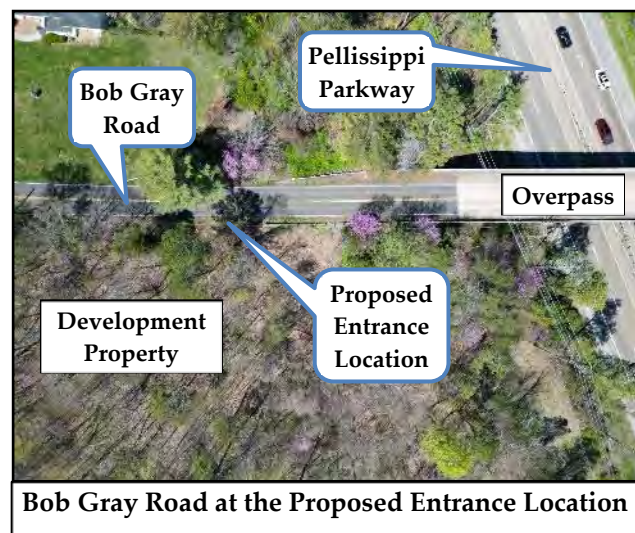 Pellissippi
Parkway
Bob Gray
Road
Overpass
Proposed
Entrance
Location
Development
Property
Bob Gray Road at the Proposed Entrance Location